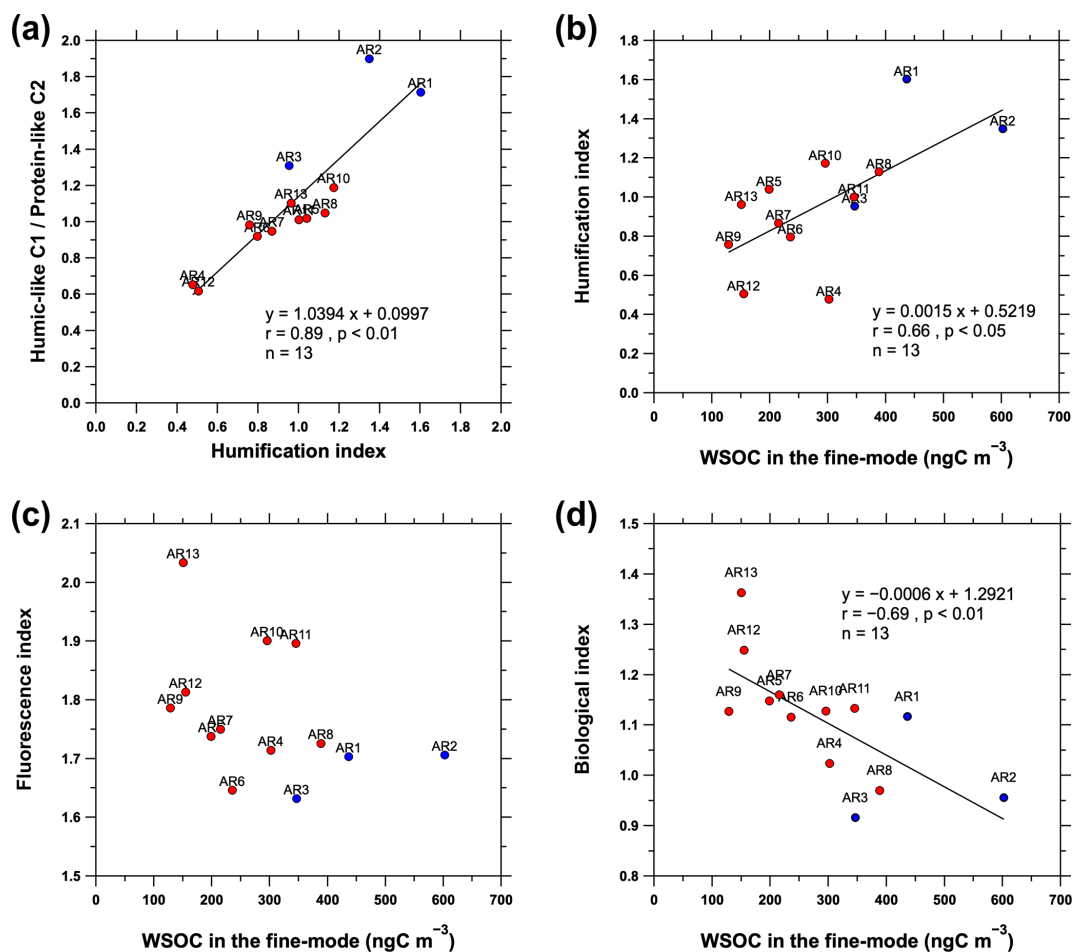 (a)
2.0
1.8
1.6
1.4
1.2
1.0
0.8
0.6
0.4
0.2
0.0
Humic-like C1 / Protein-like C2
AR2
AR1
AR3
AR10
AR13
AR8
AR5
AR9
AR7
AR4
AR12
y = 1.0394 x + 0.0997
r = 0.89 , p < 0.01
n = 13
0.0 0.2 0.4 0.6 0.8 1.0 1.2 1.4 1.6 1.8 2.0
Humification index
(b)
1.8
1.6
1.4
1.2
1.0
0.8
0.6
0.4
0.2
0.0
Humification index
AR1
AR2
AR10
AR8
AR5
AR11
AR13
AR3
AR7
AR6
AR9
AR12
AR4
y = 0.0015 x + 0.5219
r = 0.66 , p < 0.05
n = 13
0 100 200 300 400 500 600 700
WSOC in the fine-mode (ngC m⁻³)
(c)
2.1
2.0
1.9
1.8
1.7
1.6
1.5
Fluorescence index
AR13
AR10
AR11
AR12
AR9
AR7
AR8
AR4
AR1
AR2
AR6
AR3
0 100 200 300 400 500 600 700
WSOC in the fine-mode (ngC m⁻³)
(d)
1.5
1.4
1.3
1.2
1.1
1.0
0.9
0.8
Biological index
AR13
y = −0.0006 x + 1.2921
r = −0.69 , p < 0.01
n = 13
AR12
AR7
AR5
AR9
AR6
AR10
AR11
AR1
AR4
AR8
AR2
AR3
0 100 200 300 400 500 600 700
WSOC in the fine-mode (ngC m⁻³)